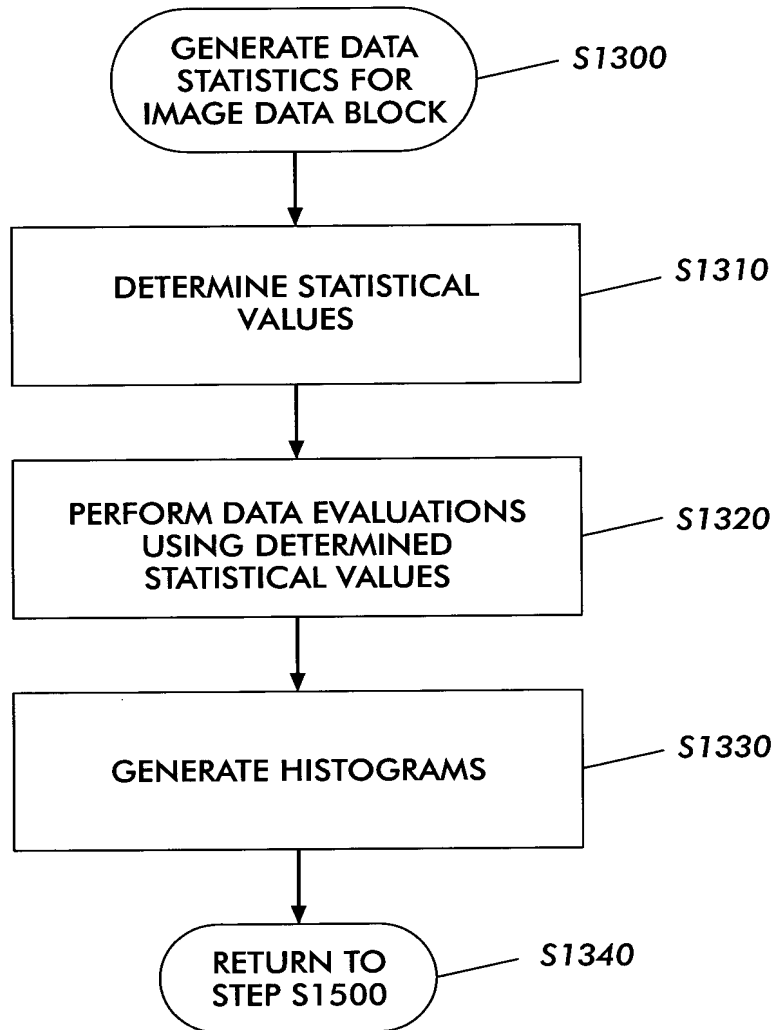 GENERATE DATA
STATISTICS FOR
IMAGE DATA BLOCK
S1300
DETERMINE STATISTICAL
VALUES
S1310
PERFORM DATA EVALUATIONS
USING DETERMINED
STATISTICAL VALUES
S1320
GENERATE HISTOGRAMS
S1330
RETURN TO
STEP S1500
S1340